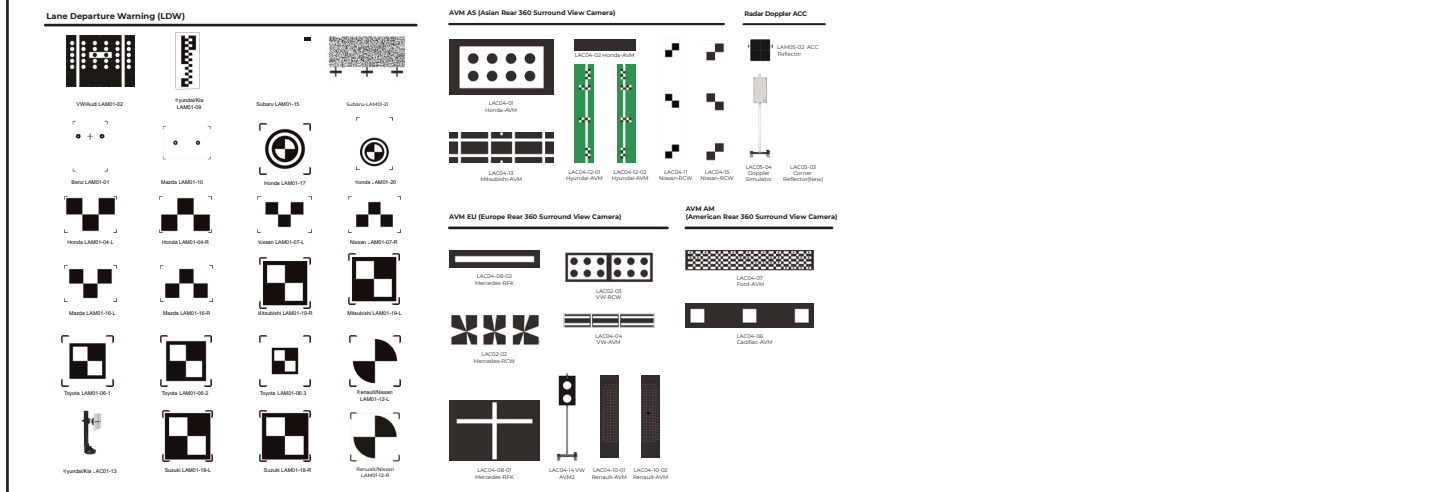 Lane Departure Warning (LDW)
VW/Audi LAM01-02
Hyundai/Kia
LAM01-09
Subaru LAM01-15
Subaru-LAM01-21
Benz LAM01-01
Mazda LAM01-10
Honda LAM01-17
Honda LAM01-20
Honda LAM01-04-L
Honda LAM01-04-R
Nissan LAM01-07-L
Nissan LAM01-07-R
Mazda LAM01-16-L
Mazda LAM01-16-R
Mitsubishi LAM01-19-R
Mitsubishi LAM01-19-L
Toyota LAM01-06-1
Toyota LAM01-06-2
Toyota LAM01-06-3
Renault/Nissan
LAM01-12-L
Hyundai/Kia LAC01-13
Suzuki LAM01-18-L
Suzuki LAM01-18-R
Renualt/Nissan
LAM01-12-R
AVM AS (Asian Rear 360 Surround View Camera)
LAC04-01
Honda-AVM
LAC04-02 Honda-AVM
LAC04-13
Mitsubishi-AVM
LAC04-12-01
Hyundai-AVM
LAC04-12-02
Hyundai-AVM
LAC04-11
Nissan-RCW
LAC04-15
Nissan-RCW
Radar Doppler ACC
LAM05-02 ACC
Reflector
LAC05-04
Doppler
Simulator
LAC05-03
Corner
Reflector(New)
AVM EU (Europe Rear 360 Surround View Camera)
LAC04-08-02
Mercedes-RFK
LAC02-03
VW-RCW
LAC02-02
Mercedes-RCW
LAC04-04
VW-AVM
LAC04-08-01
Mercedes-RFK
LAC04-14 VW
AVM2
LAC04-10-01
Renault-AVM
LAC04-10-02
Renault-AVM
AVM AM
(American Rear 360 Surround View Camera)
LAC04-07
Ford-AVM
LAC04-06
Cadillac-AVM